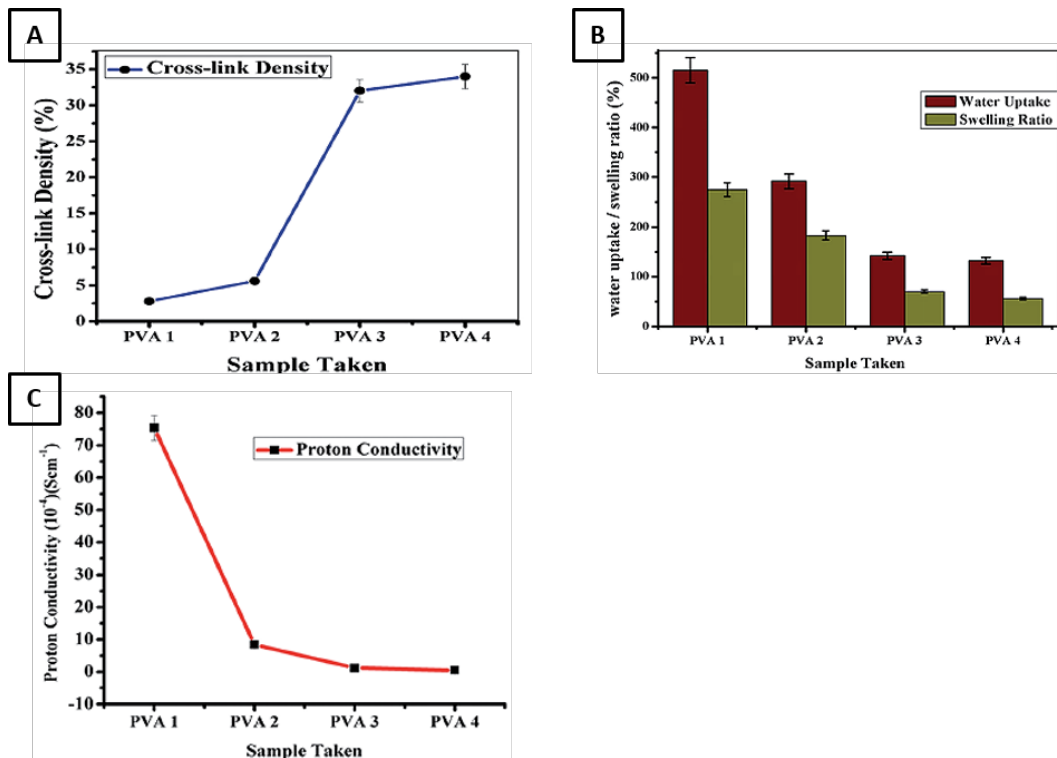 A
Cross-link Density (%)
35
30
25
20
15
10
5
0
Cross-link Density
PVA 1 PVA 2 PVA 3 PVA 4
Sample Taken
B
water uptake / swelling ratio (%)
500
400
300
200
100
0
Water Uptake
Swelling Ratio
PVA 1 PVA 2 PVA 3 PVA 4
Sample Taken
C
Proton Conductivity (10⁻⁴)(Scm⁻¹)
80
70
60
50
40
30
20
10
0
-10
Proton Conductivity
PVA 1 PVA 2 PVA 3 PVA 4
Sample Taken